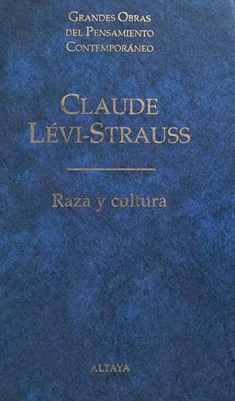 GRANDES OBRAS
DEL PENSAMIENTO
CONTEMPORÁNEO
CLAUDE
LÉVI-STRAUSS
Raza y cultura
ALTAYA